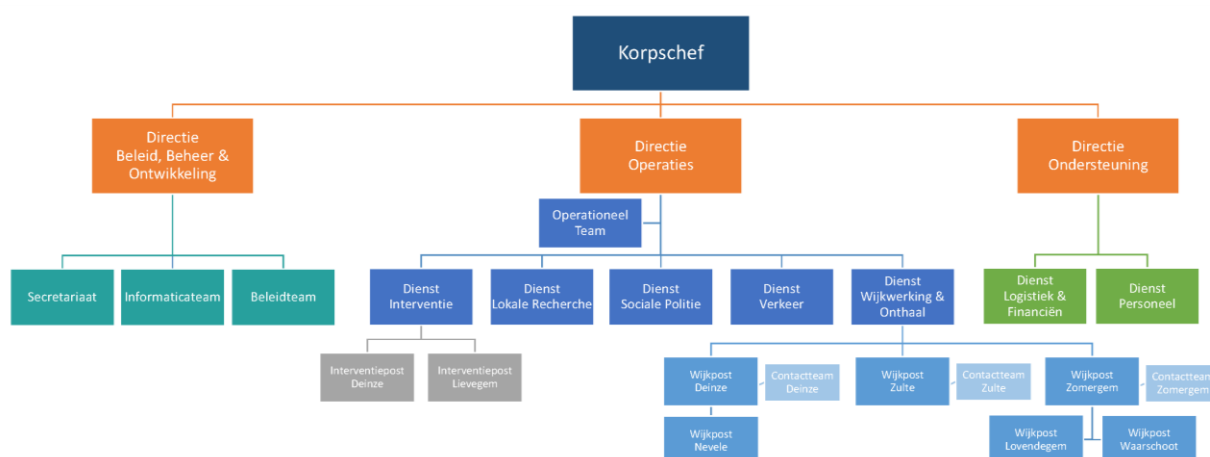 Korpschef
Directie
Beleid, Beheer &
Ontwikkeling
Directie
Operaties
Directie
Ondersteuning
Operationeel
Team
Secretariaat
Informaticateam
Beleidteam
Dienst
Interventie
Dienst
Lokale Recherche
Dienst
Sociale Politie
Dienst
Verkeer
Dienst
Wijkwerking &
Onthaal
Dienst
Logistiek &
Financiën
Dienst
Personeel
Interventiepost
Deinze
Interventiepost
Lievegem
Wijkpost
Deinze
Contactteam
Deinze
Wijkpost
Zulte
Contactteam
Zulte
Wijkpost
Zomergem
Contactteam
Zomergem
Wijkpost
Nevele
Wijkpost
Lovendegem
Wijkpost
Waarschoot